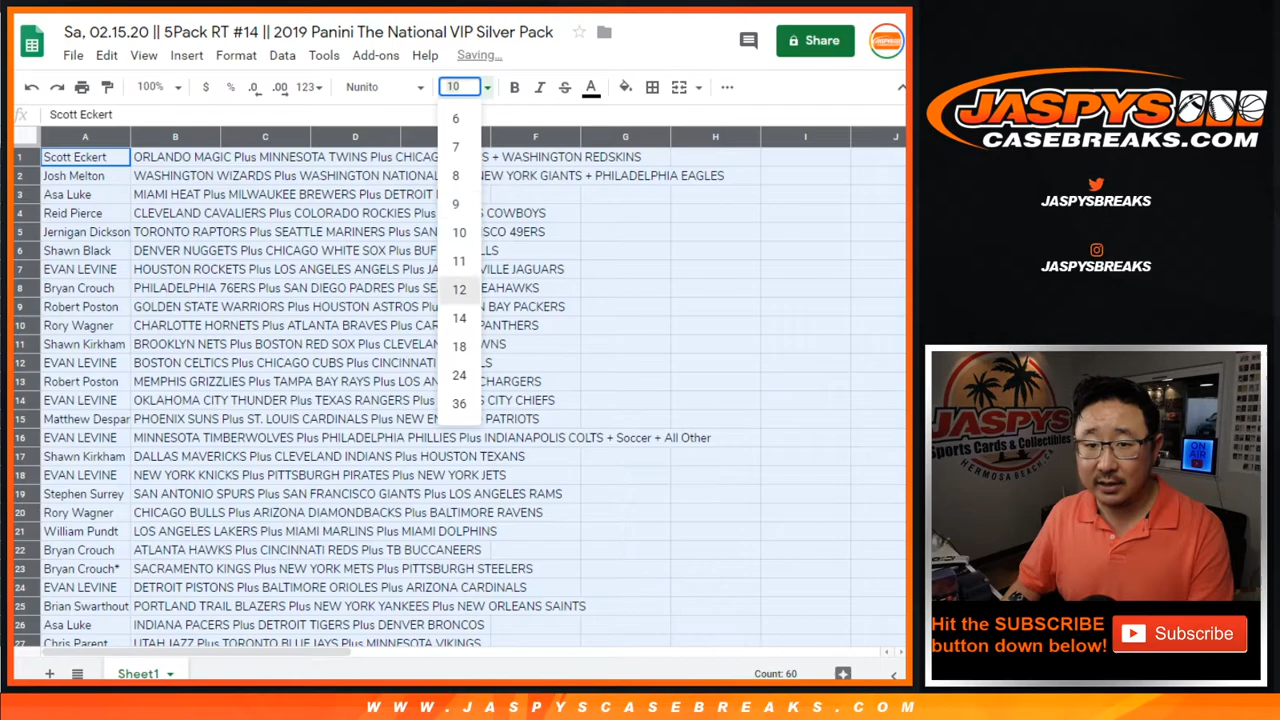 Sa, 02.15.20 || 5Pack RT #14 || 2019 Panini The National VIP Silver Pack
File Edit View Insert Format Data Tools Add-ons Help Saving...
Share
100% $ % .0 .00 123 Nunito 10 B I S A
fx Scott Eckert
A B C D F G H I J
1 Scott Eckert ORLANDO MAGIC Plus MINNESOTA TWINS Plus CHICAG S + WASHINGTON REDSKINS
2 Josh Melton WASHINGTON WIZARDS Plus WASHINGTON NATIONAL NEW YORK GIANTS + PHILADELPHIA EAGLES
3 Asa Luke MIAMI HEAT Plus MILWAUKEE BREWERS Plus DETROIT
4 Reid Pierce CLEVELAND CAVALIERS Plus COLORADO ROCKIES Plus S COWBOYS
5 Jernigan Dickson TORONTO RAPTORS Plus SEATTLE MARINERS Plus SAN SCO 49ERS
6 Shawn Black DENVER NUGGETS Plus CHICAGO WHITE SOX Plus BUF LLS
7 EVAN LEVINE HOUSTON ROCKETS Plus LOS ANGELES ANGELS Plus JA VILLE JAGUARS
8 Bryan Crouch PHILADELPHIA 76ERS Plus SAN DIEGO PADRES Plus SE EAHAWKS
9 Robert Poston GOLDEN STATE WARRIORS Plus HOUSTON ASTROS Pl N BAY PACKERS
10 Rory Wagner CHARLOTTE HORNETS Plus ATLANTA BRAVES Plus CAR PANTHERS
11 Shawn Kirkham BROOKLYN NETS Plus BOSTON RED SOX Plus CLEVEL WNS
12 EVAN LEVINE BOSTON CELTICS Plus CHICAGO CUBS Plus CINCINNATI
13 Robert Poston MEMPHIS GRIZZLIES Plus TAMPA BAY RAYS Plus LOS AN CHARGERS
14 EVAN LEVINE OKLAHOMA CITY THUNDER Plus TEXAS RANGERS CITY CHIEFS
15 Matthew Despar PHOENIX SUNS Plus ST. LOUIS CARDINALS Plus NEW EN PATRIOTS
16 EVAN LEVINE MINNESOTA TIMBERWOLVES Plus PHILADELPHIA PHILLIES Plus INDIANAPOLIS COLTS + Soccer + All Other
17 Shawn Kirkham DALLAS MAVERICKS Plus CLEVELAND INDIANS Plus HOUSTON TEXANS
18 EVAN LEVINE NEW YORK KNICKS Plus PITTSBURGH PIRATES Plus NEW YORK JETS
19 Stephen Surrey SAN ANTONIO SPURS Plus SAN FRANCISCO GIANTS Plus LOS ANGELES RAMS
20 Rory Wagner CHICAGO BULLS Plus ARIZONA DIAMONDBACKS Plus BALTIMORE RAVENS
21 William Pundt LOS ANGELES LAKERS Plus MIAMI MARLINS Plus MIAMI DOLPHINS
22 Bryan Crouch ATLANTA HAWKS Plus CINCINNATI REDS Plus TB BUCCANEERS
23 Bryan Crouch* SACRAMENTO KINGS Plus NEW YORK METS Plus PITTSBURGH STEELERS
24 EVAN LEVINE DETROIT PISTONS Plus BALTIMORE ORIOLES Plus ARIZONA CARDINALS
25 Brian Swarthout PORTLAND TRAIL BLAZERS Plus NEW YORK YANKEES Plus NEW ORLEANS SAINTS
26 Asa Luke INDIANA PACERS Plus DETROIT TIGERS Plus DENVER BRONCOS
27 Chris Parent UTAH JAZZ Plus TORONTO BLUE JAYS Plus MINNESOTA VIKINGS
6
7
8
9
10
11
12
14
18
24
36
Sheet1
Count: 60
JASPYS
CASEBREAKS.COM
JASPYSBREAKS
JASPYSBREAKS
JASPYS
Sports Cards & Collectibles
HERMOSA BEACH, CA
ON AIR
Hit the SUBSCRIBE
button down below!
Subscribe
WWW.JASPYSCASEBREAKS.COM